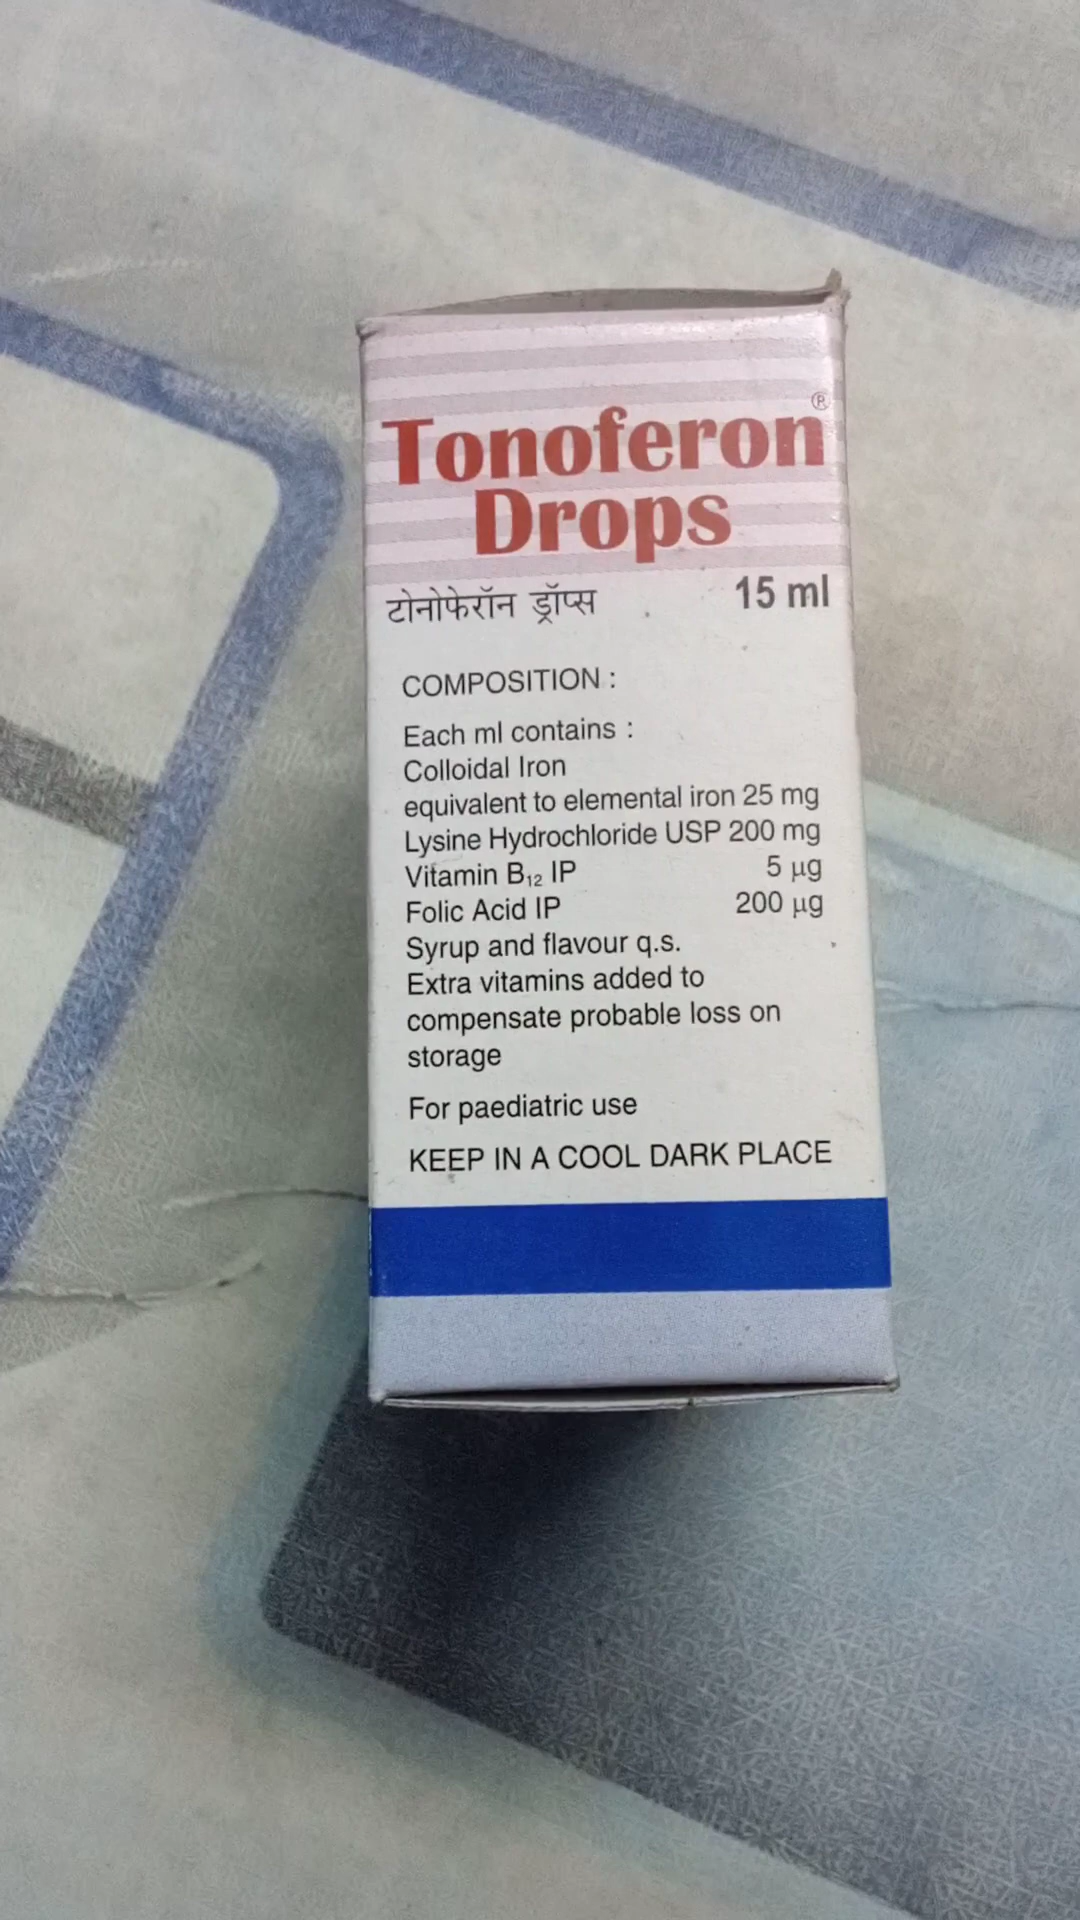 Tonoferon®
Drops
टोनोफेरॉन ड्रॉप्स 15 ml
COMPOSITION :
Each ml contains :
Colloidal Iron
equivalent to elemental iron 25 mg
Lysine Hydrochloride USP 200 mg
Vitamin B₁₂ IP 5 µg
Folic Acid IP 200 µg
Syrup and flavour q.s.
Extra vitamins added to
compensate probable loss on
storage
For paediatric use
KEEP IN A COOL DARK PLACE